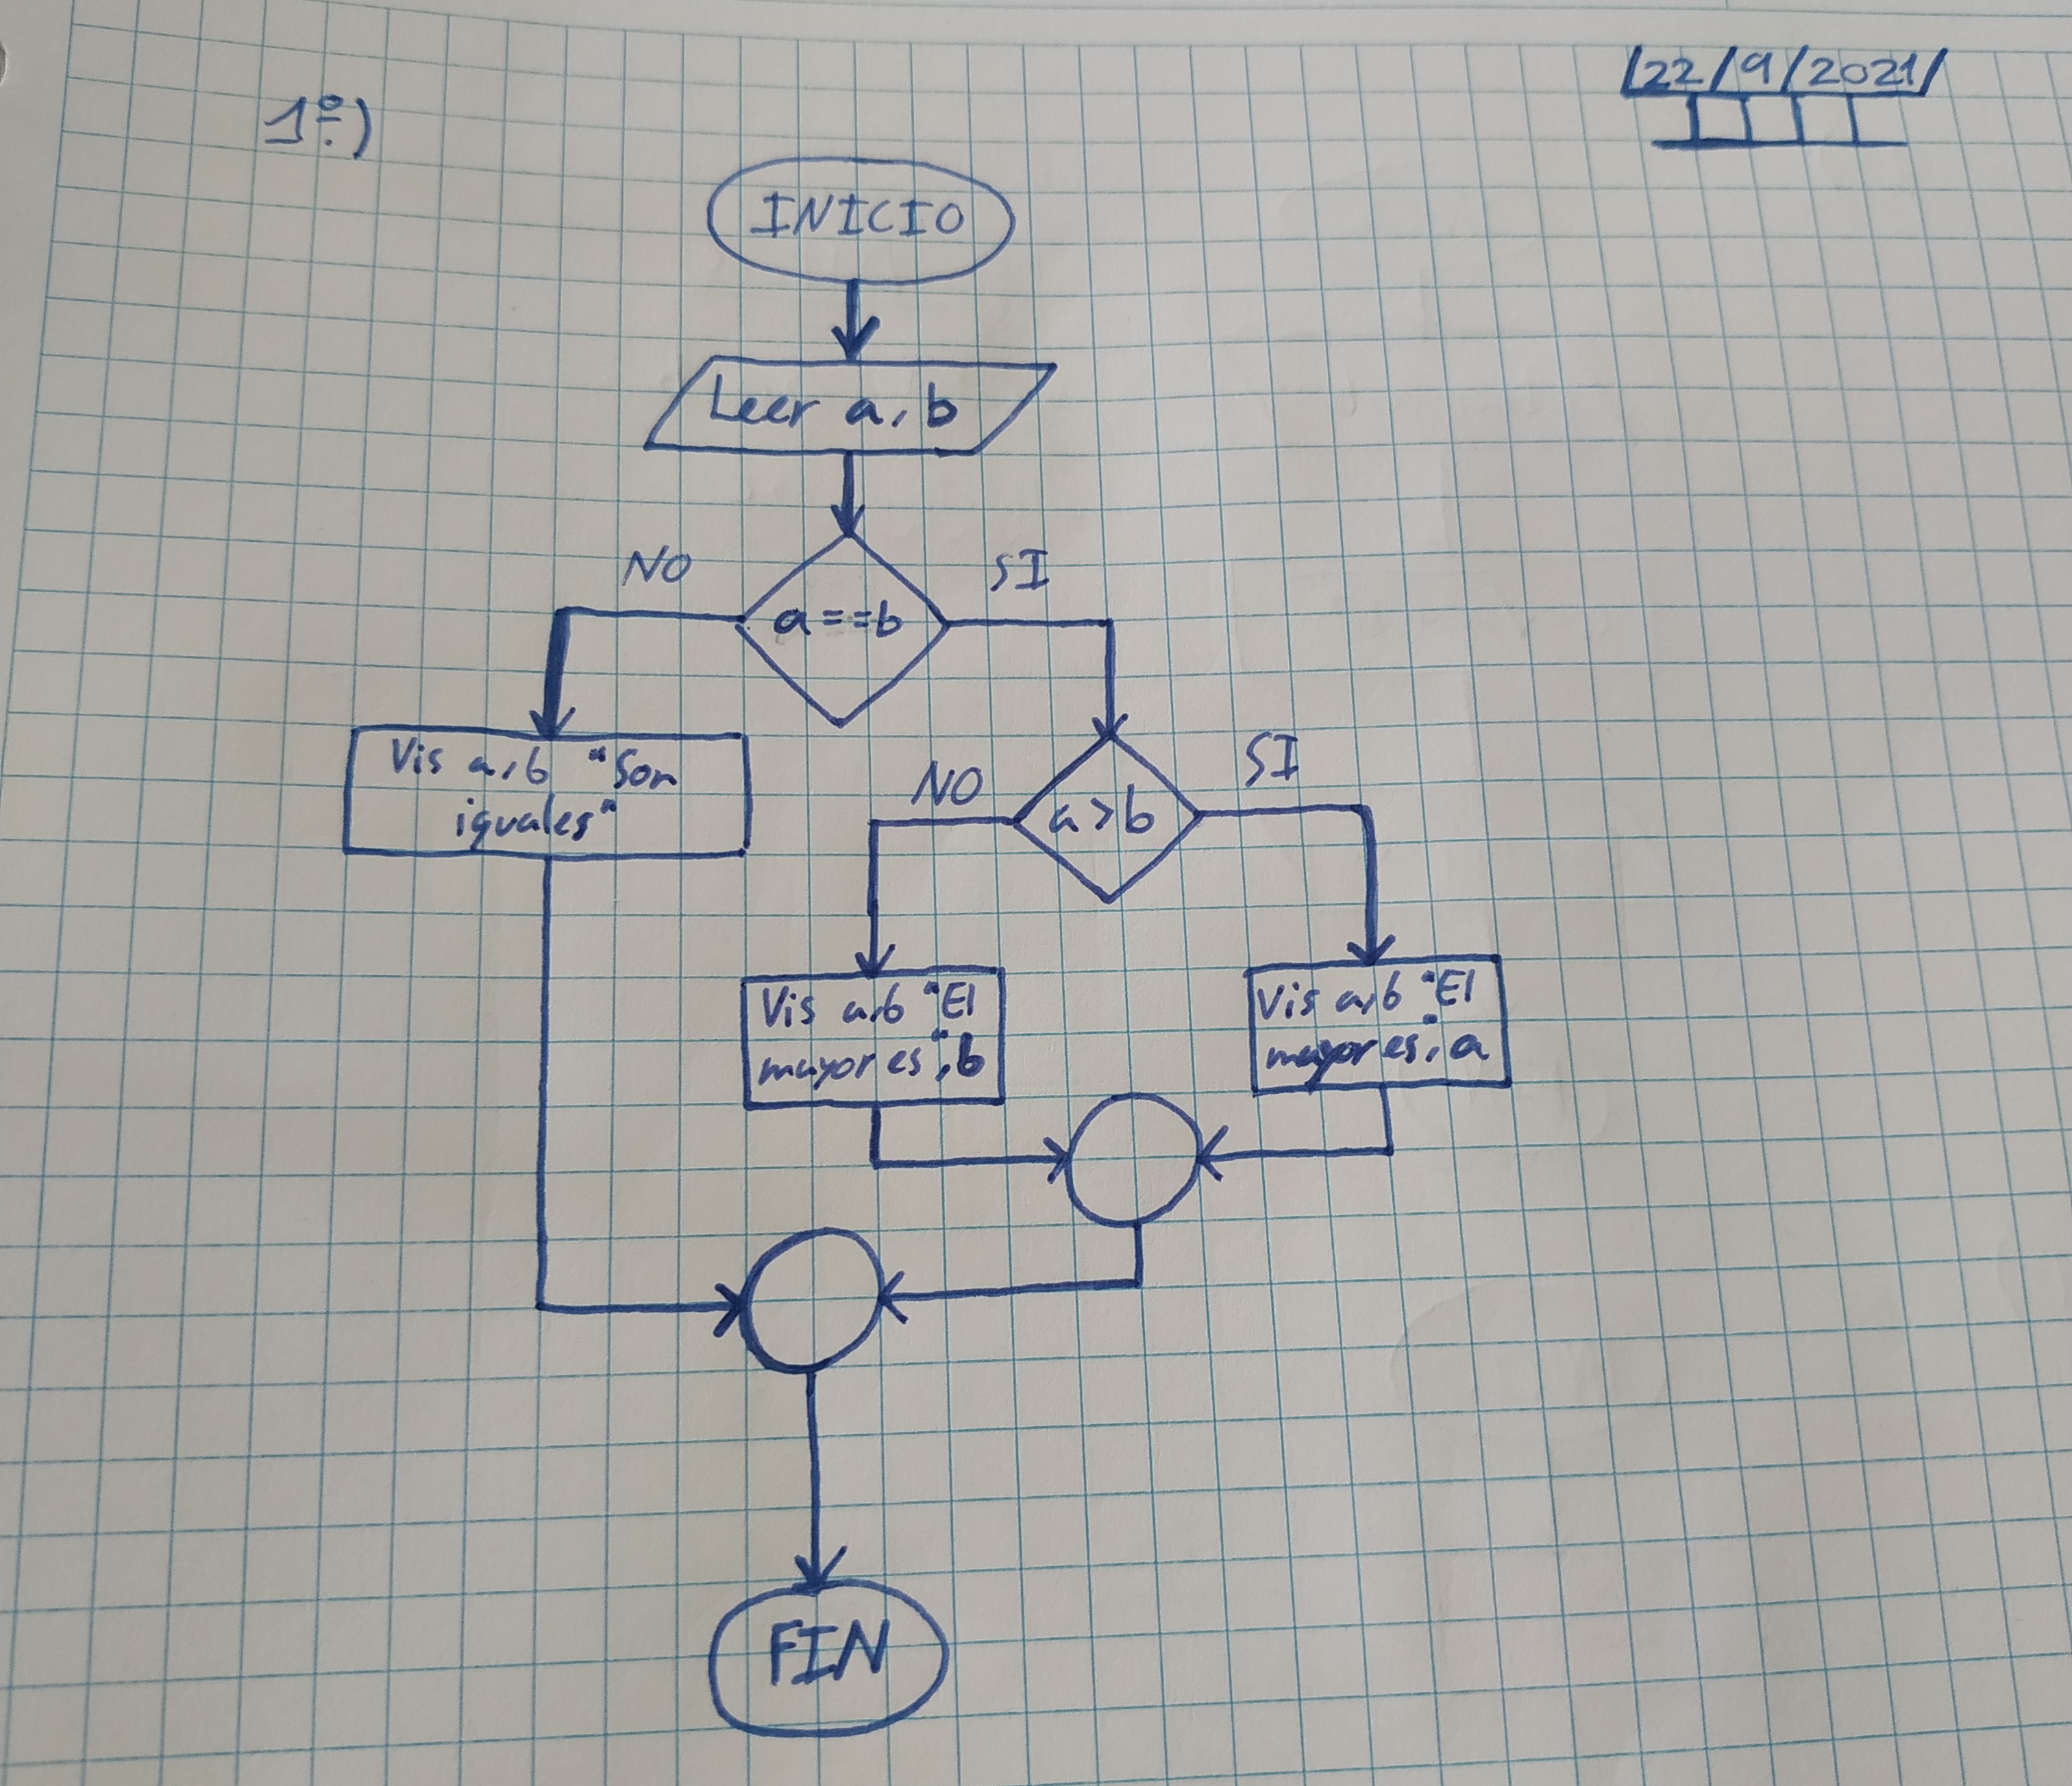 /22/9/2021/
1º)
INICIO
Leer a, b
NO
SI
a==b
Vis a,b "Son
iguales"
NO
SI
a>b
Vis a,b "El
mayor es", b
Vis a,b "El
mayor es", a
FIN